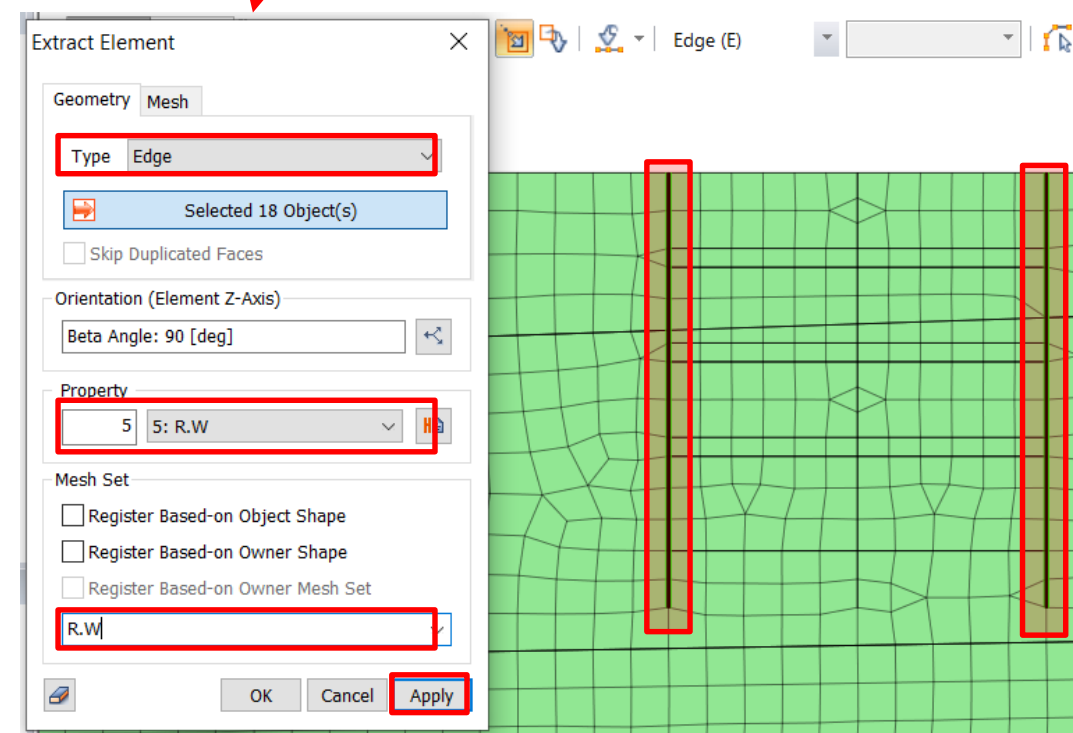 Extract Element
Edge (E)
Geometry Mesh
Type Edge
Selected 18 Object(s)
Skip Duplicated Faces
Orientation (Element Z-Axis)
Beta Angle: 90 [deg]
Property
5 5: R.W
Mesh Set
Register Based-on Object Shape
Register Based-on Owner Shape
Register Based-on Owner Mesh Set
R.W
OK Cancel Apply